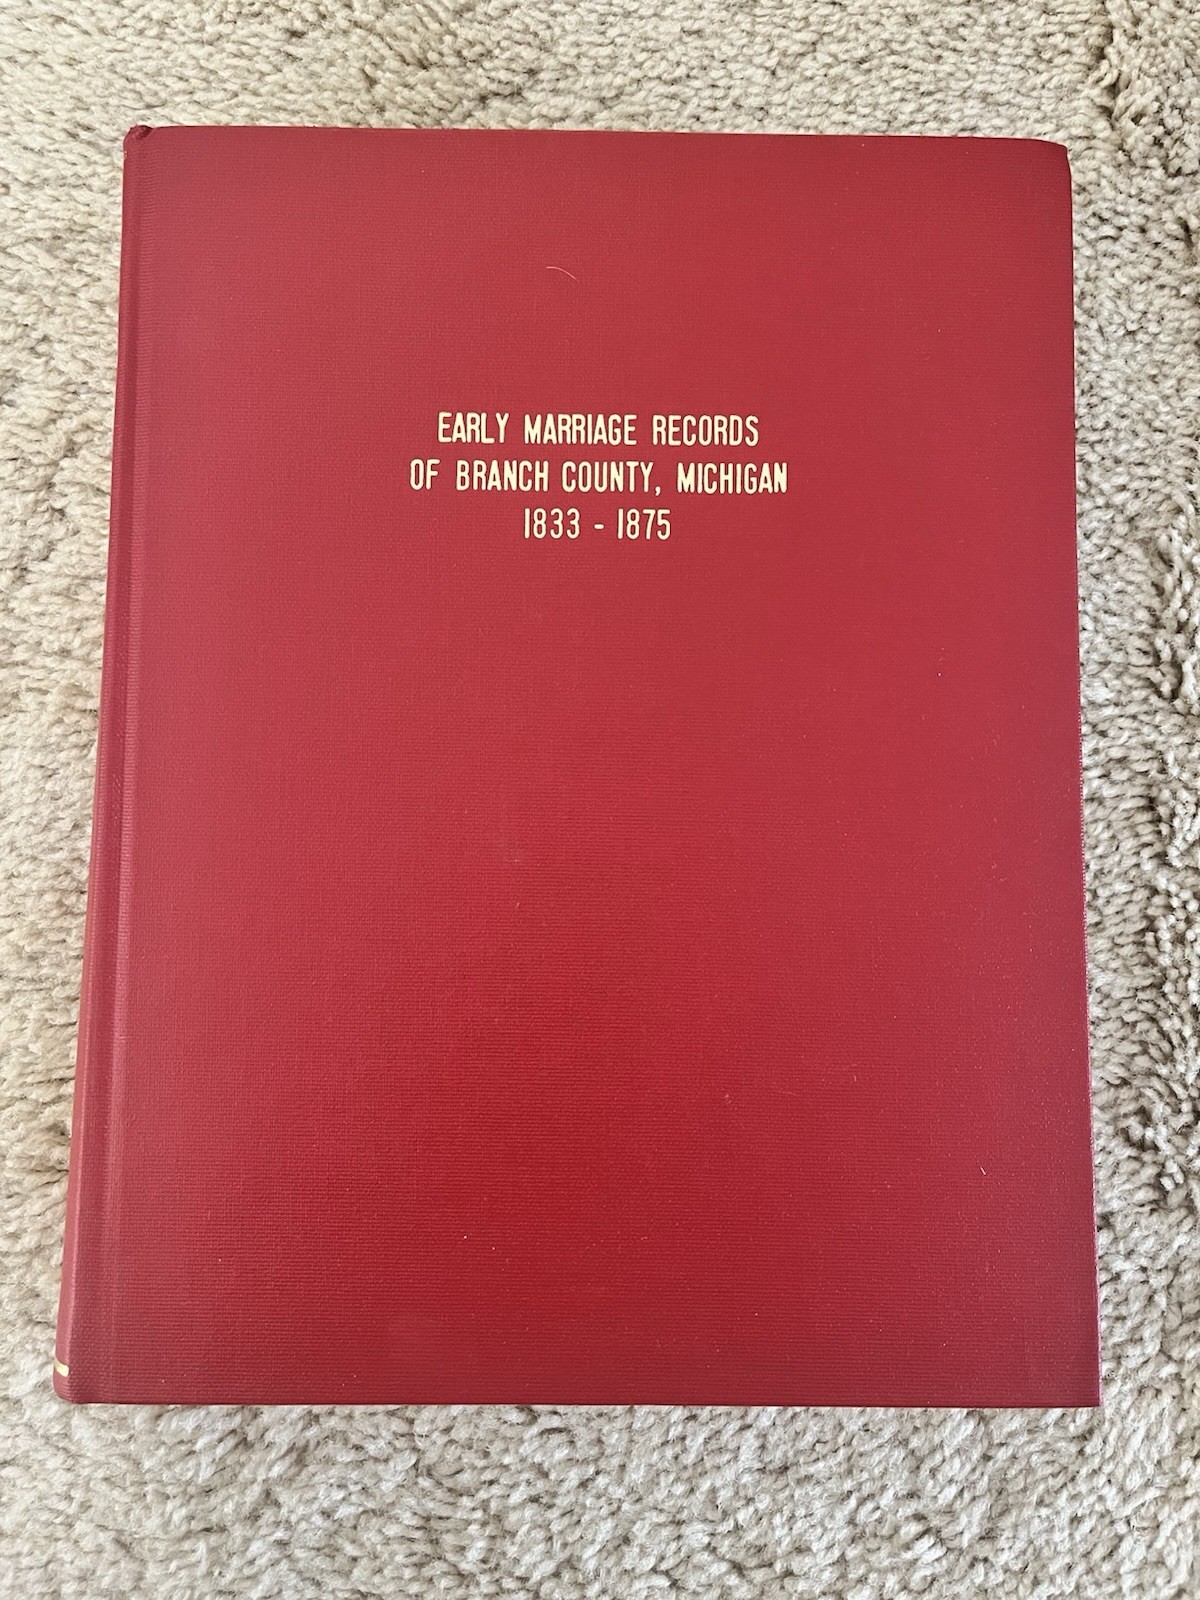 EARLY MARRIAGE RECORDS
OF BRANCH COUNTY, MICHIGAN
1833 - 1875